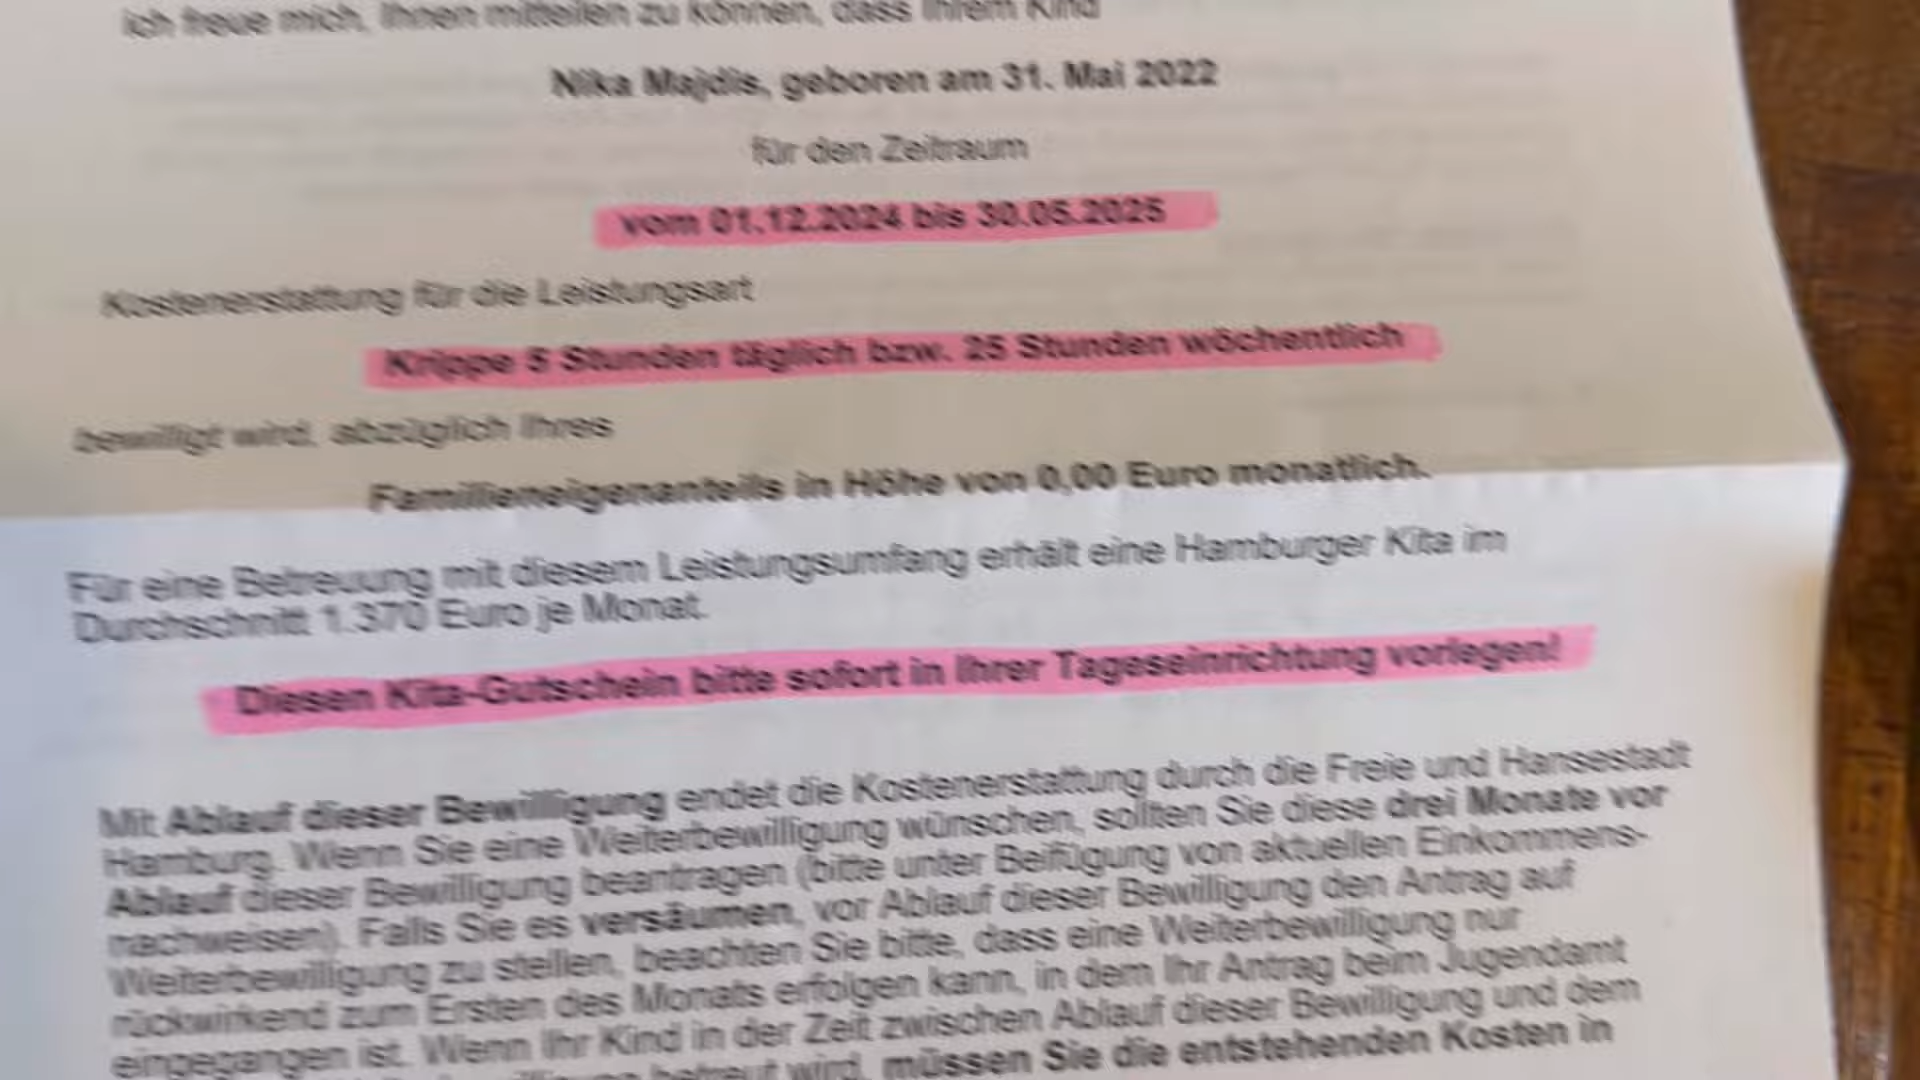 ich freue mich, Ihnen mitteilen zu können, dass Ihrem Kind
Nika Majdis, geboren am 31. Mai 2022
für den Zeitraum
vom 01.12.2024 bis 30.05.2025
Kostenerstattung für die Leistungsart
Krippe 5 Stunden täglich bzw. 25 Stunden wöchentlich
bewilligt wird, abzüglich Ihres
Familieneigenanteils in Höhe von 0,00 Euro monatlich.
Für eine Betreuung mit diesem Leistungsumfang erhält eine Hamburger Kita im
Durchschnitt 1.370 Euro je Monat.
Diesen Kita-Gutschein bitte sofort in Ihrer Tageseinrichtung vorlegen!
Mit Ablauf dieser Bewilligung endet die Kostenerstattung durch die Freie und Hansestadt
Hamburg. Wenn Sie eine Weiterbewilligung wünschen, sollten Sie diese drei Monate vor
Ablauf dieser Bewilligung beantragen (bitte unter Beifügung von aktuellen Einkommens-
nachweisen). Falls Sie es versäumen, vor Ablauf dieser Bewilligung den Antrag auf
Weiterbewilligung zu stellen, beachten Sie bitte, dass eine Weiterbewilligung nur
rückwirkend zum Ersten des Monats erfolgen kann, in dem Ihr Antrag beim Jugendamt
eingegangen ist. Wenn Ihr Kind in der Zeit zwischen Ablauf dieser Bewilligung und dem
betreut wird, müssen Sie die entstehenden Kosten in